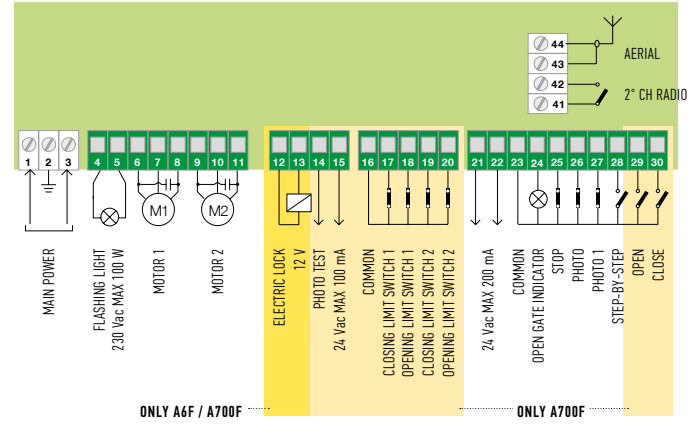 44
43
AERIAL
42
41
2° CH RADIO
1 2 3 4 5 6 7 8 9 10 11 12 13 14 15 16 17 18 19 20 21 22 23 24 25 26 27 28 29 30
M1
M2
MAIN POWER
FLASHING LIGHT
230 Vac MAX 100 W
MOTOR 1
MOTOR 2
ELECTRIC LOCK
12 V
PHOTO TEST
24 Vac MAX 100 mA
COMMON
CLOSING LIMIT SWITCH 1
OPENING LIMIT SWITCH 1
CLOSING LIMIT SWITCH 2
OPENING LIMIT SWITCH 2
24 Vac MAX 200 mA
COMMON
OPEN GATE INDICATOR
STOP
PHOTO
PHOTO 1
STEP-BY-STEP
OPEN
CLOSE
ONLY A6F / A700F
ONLY A700F